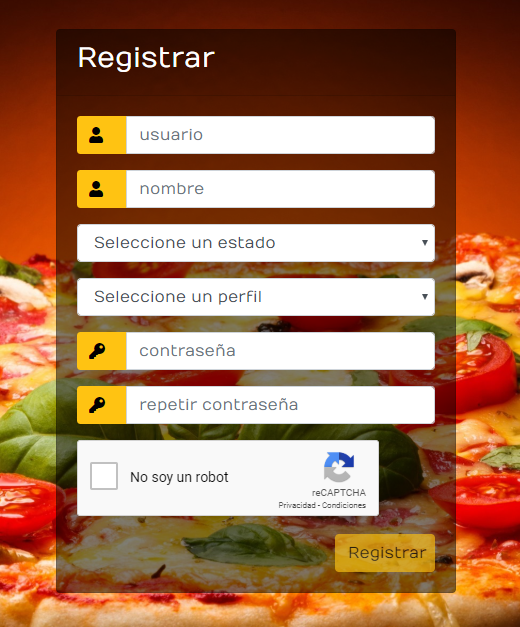 Registrar
usuario
nombre
Seleccione un estado
Seleccione un perfil
contraseña
repetir contraseña
No soy un robot
reCAPTCHA
Privacidad - Condiciones
Registrar